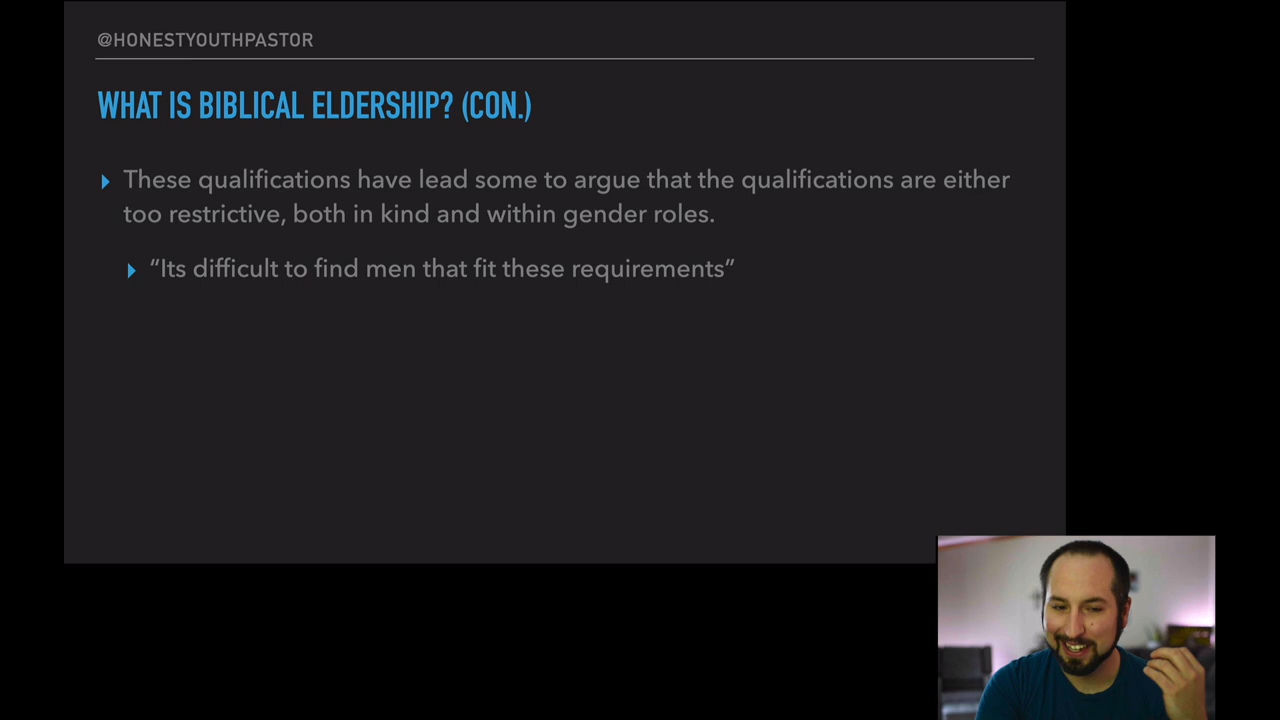 @HONESTYOUTHPASTOR
WHAT IS BIBLICAL ELDERSHIP? (CON.)
These qualifications have lead some to argue that the qualifications are either
too restrictive, both in kind and within gender roles.
“Its difficult to find men that fit these requirements”